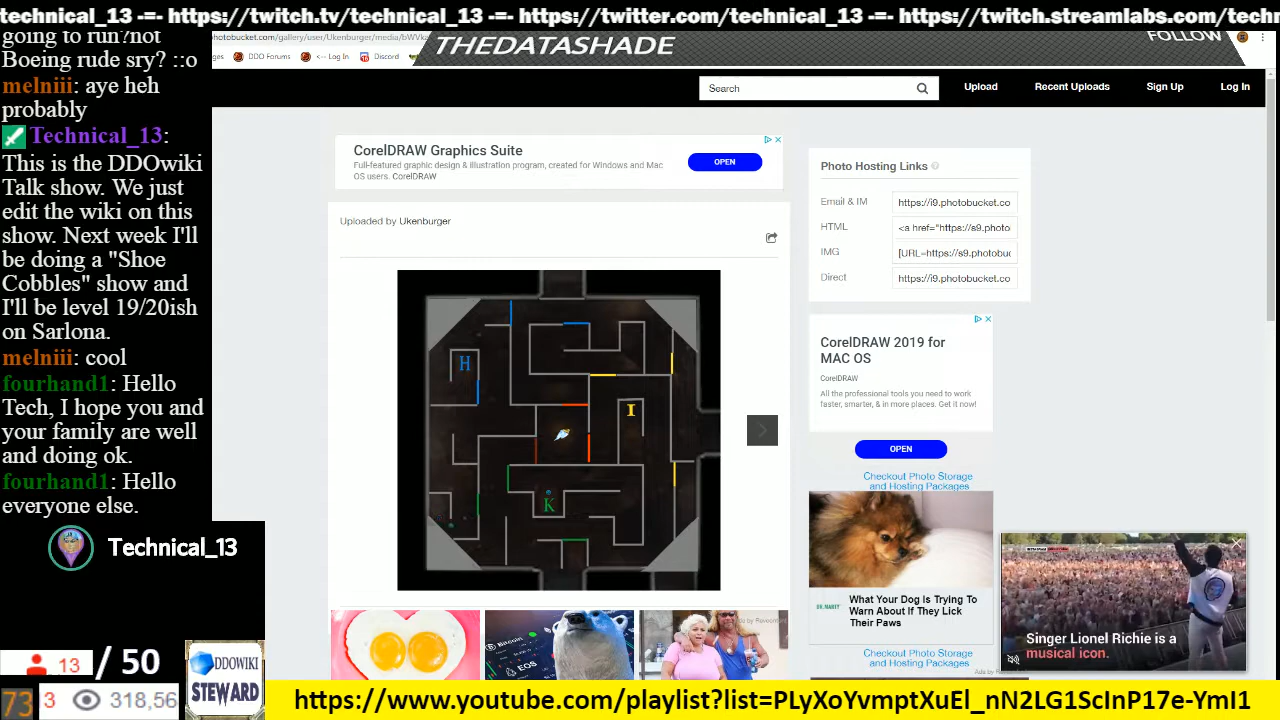 technical_13 -=- https://twitch.tv/technical_13 -=- https://twitter.com/technical_13 -=- https://twitch.streamlabs.com/techn
going to run?not
Boeing rude sry? ::o
melniii: aye heh
probably
Technical_13:
This is the DDOwiki
Talk show. We just
edit the wiki on this
show. Next week I'll
be doing a "Shoe
Cobbles" show and
I'll be level 19/20ish
on Sarlona.
melniii: cool
fourhand1: Hello
Tech, I hope you and
your family are well
and doing ok.
fourhand1: Hello
everyone else.
Technical_13
13 / 50
73 3 318,56
DDOWIKI
STEWARD
THEDATASHADE
FOLLOW
DDO Forums
<-- Log In
Discord
Search
Upload
Recent Uploads
Sign Up
Log In
CorelDRAW Graphics Suite
Full-featured graphic design & illustration program, created for Windows and Mac
OS users. CorelDRAW
OPEN
Uploaded by Ukenburger
H
I
K
Photo Hosting Links
Email & IM https://i9.photobucket.co
HTML <a href="https://s9.photo
IMG [URL=https://s9.photobuc
Direct https://i9.photobucket.co
CorelDRAW 2019 for
MAC OS
CorelDRAW
All the professional tools you need to work
faster, smarter, & in more places. Get it now!
OPEN
Checkout Photo Storage
and Hosting Packages
DR. MARTY
What Your Dog Is Trying To
Warn About If They Lick
Their Paws
Checkout Photo Storage
and Hosting Packages
Bitcoin
EOS
Singer Lionel Richie is a
musical icon.
https://www.youtube.com/playlist?list=PLyXoYvmptXuEl_nN2LG1ScInP17e-YmI1